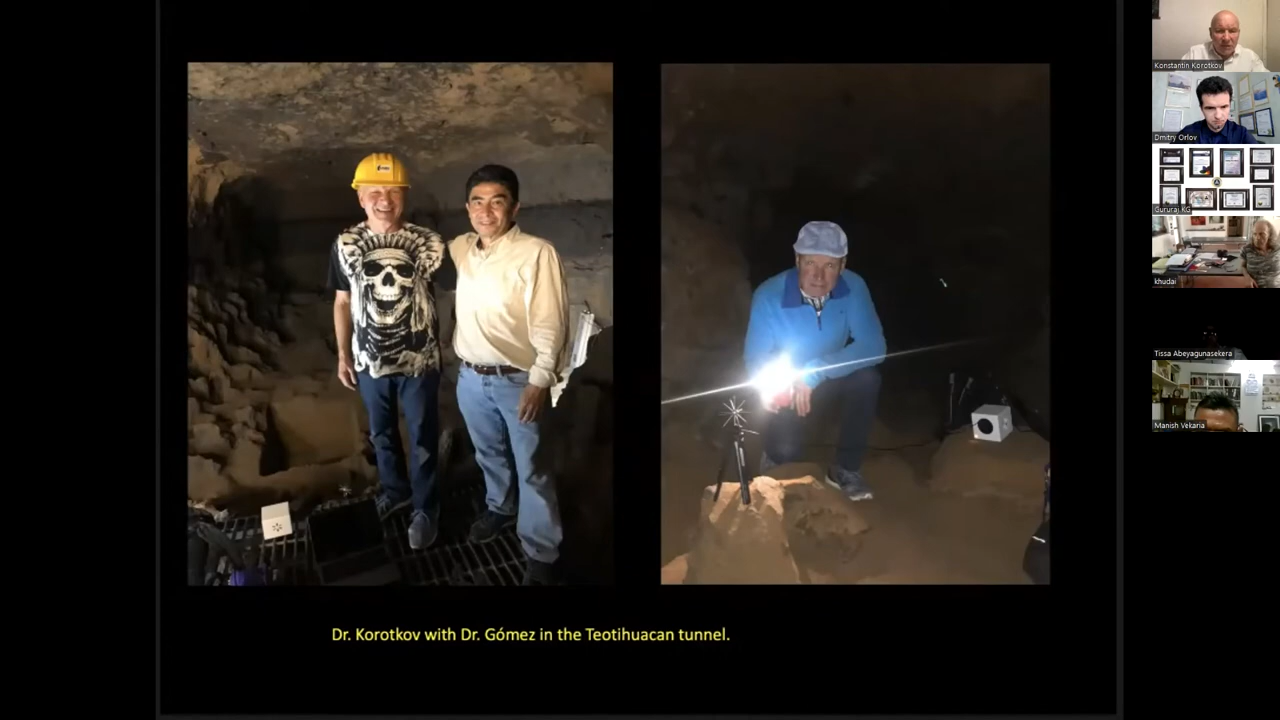 Dr. Korotkov with Dr. Gómez in the Teotihuacan tunnel.
Konstantin Korotkov
Dmitry Orlov
Gururaj KG
khudai
Tissa Abeyagunasekera
Manish Vekaria